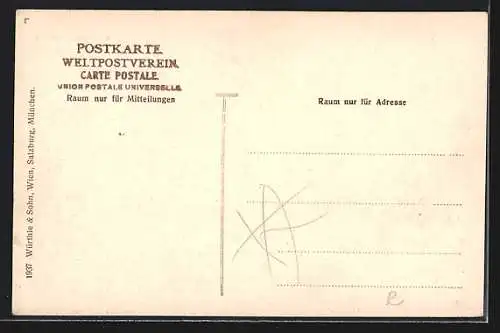 POSTKARTE.
WELTPOSTVEREIN.
CARTE POSTALE.
UNION POSTALE UNIVERSELLE.
Raum nur für Mitteilungen
Raum nur für Adresse
1937 Würthle & Sohn, Wien, Salzburg, München.